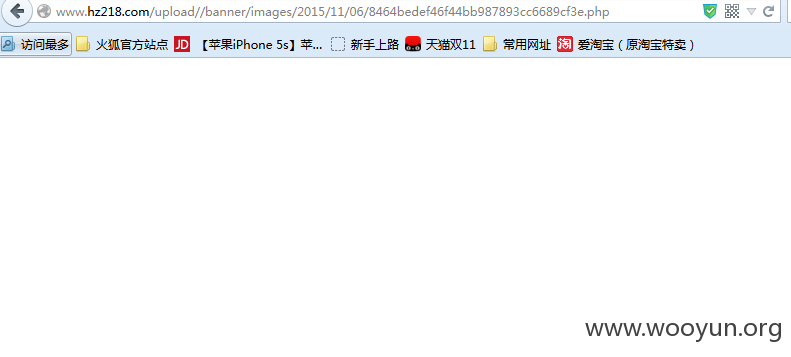 www.hz218.com/upload//banner/images/2015/11/06/8464bedef46f44bb987893cc6689cf3e.php
访问最多 火狐官方站点 JD 【苹果iPhone 5s】苹... 新手上路 天猫双11 常用网址 淘 爱淘宝（原淘宝特卖）
www.wooyun.org